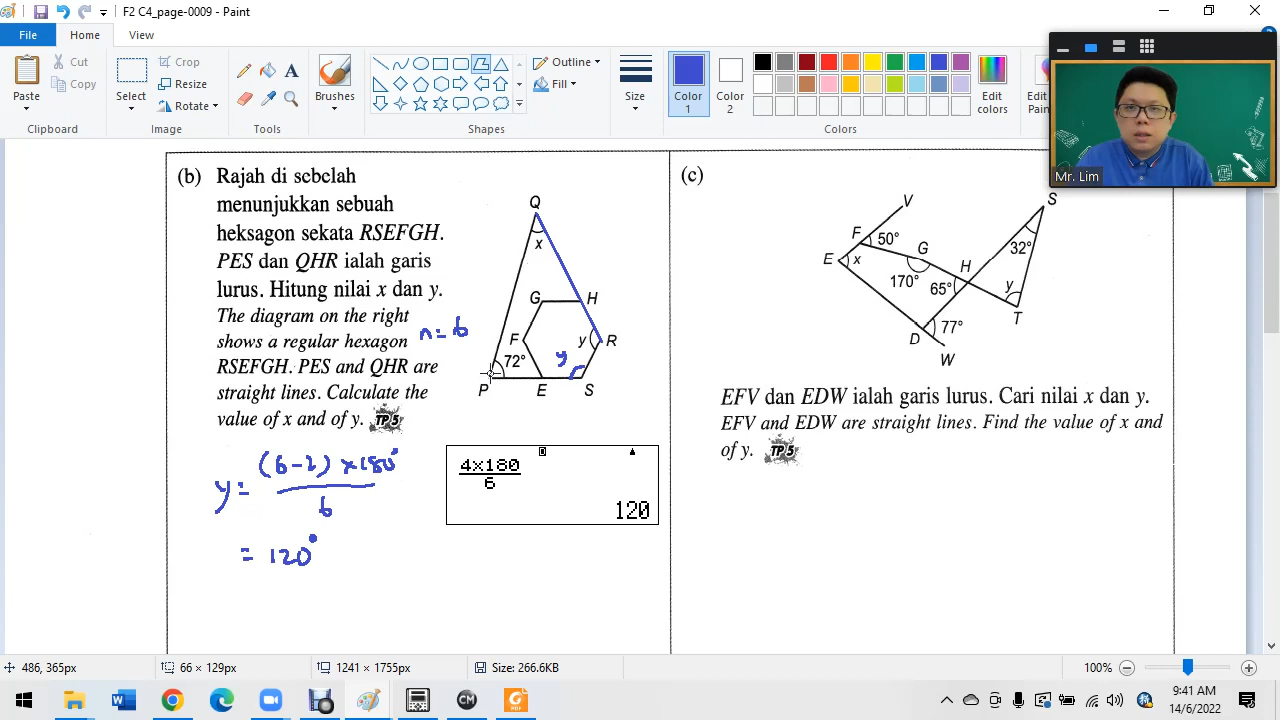 F2 C4_page-0009 - Paint
File
Home
View
Paste
Cut
Copy
Clipboard
Select
Crop
Resize
Rotate
Image
A
Tools
Brushes
Outline
Fill
Shapes
Size
Color
1
Color
2
Colors
Edit
colors
Edit
Pain
Mr. Lim
(b) Rajah di sebelah
menunjukkan sebuah
heksagon sekata RSEFGH.
PES dan QHR ialah garis
lurus. Hitung nilai x dan y.
The diagram on the right
shows a regular hexagon
RSEFGH. PES and QHR are
straight lines. Calculate the
value of x and of y. TP 5
n = 6
Q
x
G
H
F
y
R
y
72°
P
E
S
y = (6-2) x 180°
6
= 120°
4×180
6
120
(c)
V
S
F
50°
G
E
x
32°
H
170°
65°
y
T
77°
D
W
EFV dan EDW ialah garis lurus. Cari nilai x dan y.
EFV and EDW are straight lines. Find the value of x and
of y. TP 5
486, 365px
66 × 129px
1241 × 1755px
Size: 266.6KB
100%
9:41 AM
14/6/2022